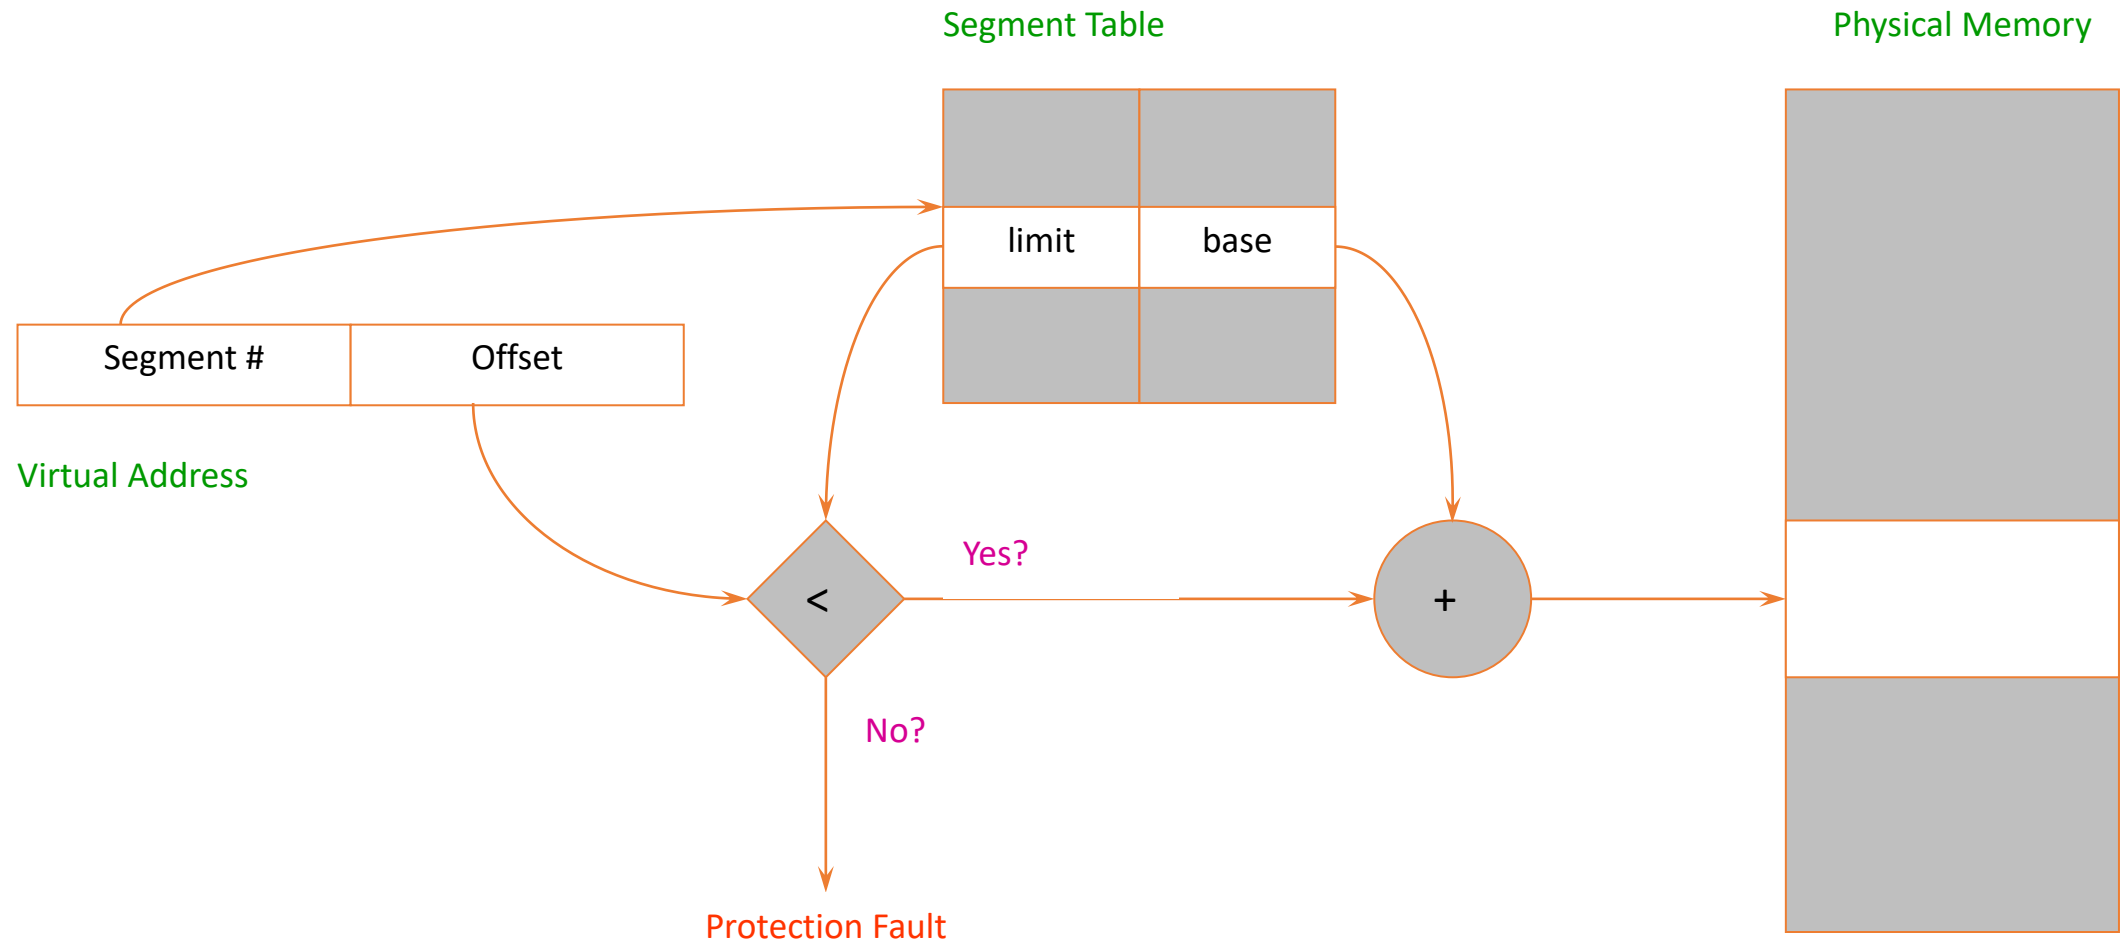 Segment Table
Physical Memory
limit
base
Segment #
Offset
Virtual Address
Yes?
<
+
No?
Protection Fault